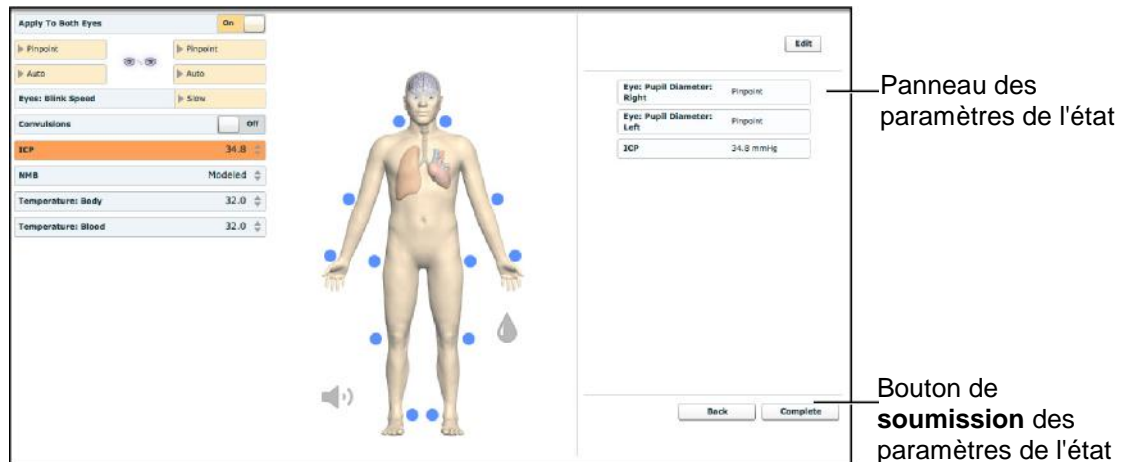 Apply To Both Eyes On
Pinpoint Pinpoint
Auto Auto
Eyes: Blink Speed Slow
Convulsions Off
ICP 34.8
NMB Modeled
Temperature: Body 32.0
Temperature: Blood 32.0
Edit
Eye: Pupil Diameter: Pinpoint
Right
Eye: Pupil Diameter: Pinpoint
Left
ICP 34.8 mmHg
Back Complete
Panneau des
paramètres de l'état
Bouton de
soumission des
paramètres de l'état